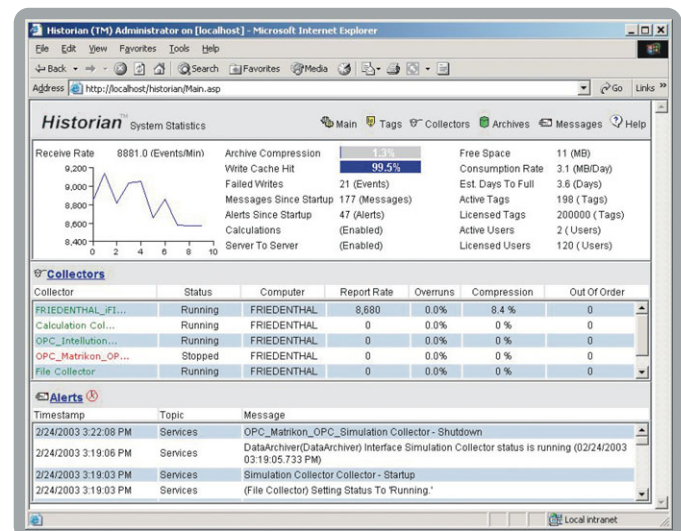 Historian (TM) Administrator on [localhost] - Microsoft Internet Explorer
File Edit View Favorites Tools Help
Back Search Favorites Media
Address http://localhost/historian/Main.asp Go Links »
Historian™ System Statistics Main Tags Collectors Archives Messages Help
Receive Rate 8881.0 (Events/Min)
9,200
9,000
8,800
8,600
8,400
0 2 4 6 8 10
Archive Compression 1.3%
Write Cache Hit 99.5%
Failed Writes 21 (Events)
Messages Since Startup 177 (Messages)
Alerts Since Startup 47 (Alerts)
Calculations (Enabled)
Server To Server (Enabled)
Free Space 11 (MB)
Consumption Rate 3.1 (MB/Day)
Est. Days To Full 3.6 (Days)
Active Tags 198 (Tags)
Licensed Tags 200000 (Tags)
Active Users 2 (Users)
Licensed Users 120 (Users)
Collectors
Collector Status Computer Report Rate Overruns Compression Out Of Order
FRIEDENTHAL_iFI... Running FRIEDENTHAL 8,680 0.0% 8.4 % 0
Calculation Col... Running FRIEDENTHAL 0 0.0% 0 % 0
OPC_Intellution... Running FRIEDENTHAL 0 0.0% 0 % 0
OPC_Matrikon_OP... Stopped FRIEDENTHAL 0 0.0% 0 % 0
File Collector Running FRIEDENTHAL 0 0.0% 0 % 0
Alerts
Timestamp Topic Message
2/24/2003 3:22:08 PM Services OPC_Matrikon_OPC_Simulation Collector - Shutdown
2/24/2003 3:19:06 PM Services DataArchiver(DataArchiver) Interface Simulation Collector status is running (02/24/2003
03:19:05.733 PM)
2/24/2003 3:19:03 PM Services Simulation Collector Collector - Startup
2/24/2003 3:19:03 PM Services (File Collector) Setting Status To 'Running.'
Local intranet